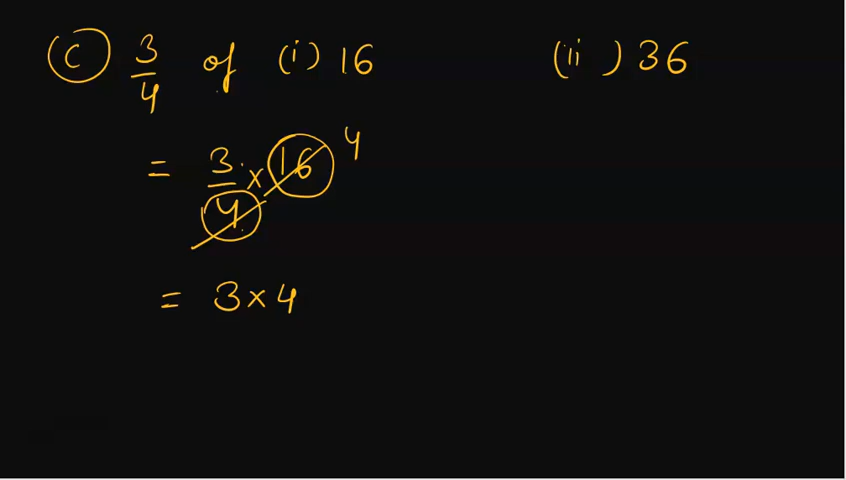 (C) 3/4 of (i) 16 (ii) 36
= 3/4 × 16 4
= 3 × 4